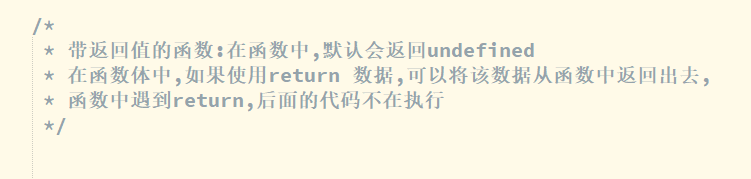 /*
* 带返回值的函数:在函数中,默认会返回undefined
* 在函数体中,如果使用return 数据,可以将该数据从函数中返回出去,
* 函数中遇到return,后面的代码不在执行
*/